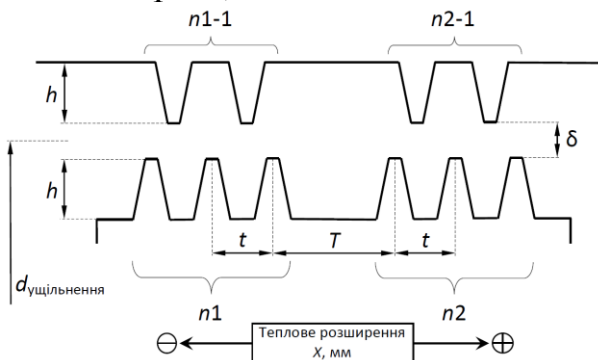 n1-1
n2-1
h
δ
h
t
T
t
dущільнення
n1
n2
Теплове розширення
X, мм